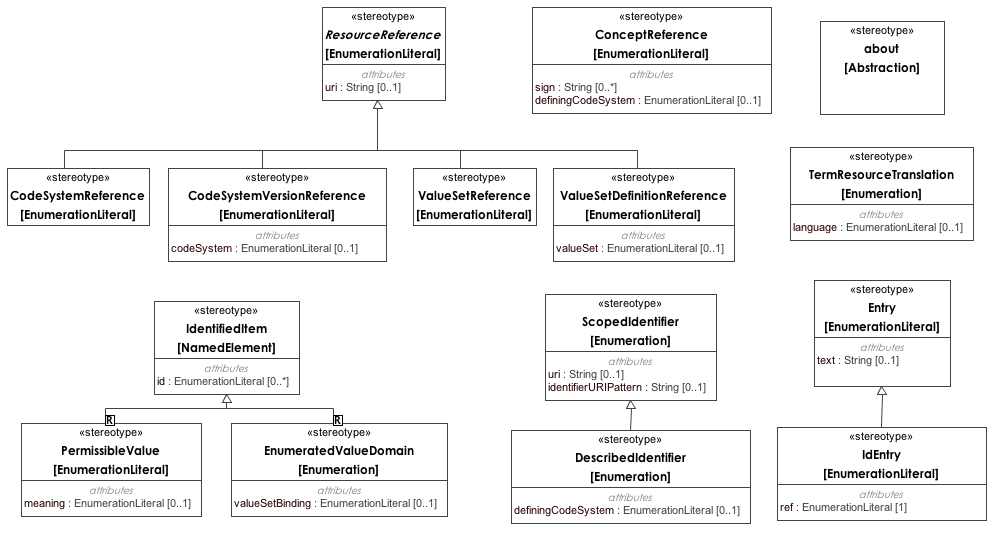 «stereotype»
ResourceReference
[EnumerationLiteral]
attributes
uri : String [0..1]
«stereotype»
ConceptReference
[EnumerationLiteral]
attributes
sign : String [0..*]
definingCodeSystem : EnumerationLiteral [0..1]
«stereotype»
about
[Abstraction]
«stereotype»
CodeSystemReference
[EnumerationLiteral]
«stereotype»
CodeSystemVersionReference
[EnumerationLiteral]
attributes
codeSystem : EnumerationLiteral [0..1]
«stereotype»
ValueSetReference
[EnumerationLiteral]
«stereotype»
ValueSetDefinitionReference
[EnumerationLiteral]
attributes
valueSet : EnumerationLiteral [0..1]
«stereotype»
TermResourceTranslation
[Enumeration]
attributes
language : EnumerationLiteral [0..1]
«stereotype»
IdentifiedItem
[NamedElement]
attributes
id : EnumerationLiteral [0..*]
«stereotype»
ScopedIdentifier
[Enumeration]
attributes
uri : String [0..1]
identifierURIPattern : String [0..1]
«stereotype»
Entry
[EnumerationLiteral]
attributes
text : String [0..1]
R
«stereotype»
PermissibleValue
[EnumerationLiteral]
attributes
meaning : EnumerationLiteral [0..1]
R
«stereotype»
EnumeratedValueDomain
[Enumeration]
attributes
valueSetBinding : EnumerationLiteral [0..1]
«stereotype»
DescribedIdentifier
[Enumeration]
attributes
definingCodeSystem : EnumerationLiteral [0..1]
«stereotype»
IdEntry
[EnumerationLiteral]
attributes
ref : EnumerationLiteral [1]